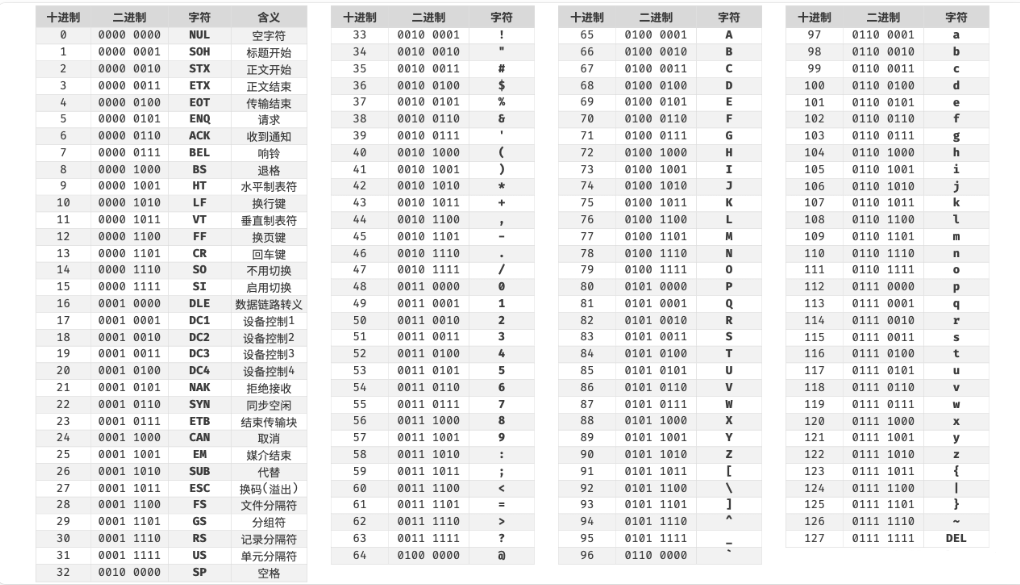 十进制 二进制 字符 含义
0 0000 0000 NUL 空字符
1 0000 0001 SOH 标题开始
2 0000 0010 STX 正文开始
3 0000 0011 ETX 正文结束
4 0000 0100 EOT 传输结束
5 0000 0101 ENQ 请求
6 0000 0110 ACK 收到通知
7 0000 0111 BEL 响铃
8 0000 1000 BS 退格
9 0000 1001 HT 水平制表符
10 0000 1010 LF 换行键
11 0000 1011 VT 垂直制表符
12 0000 1100 FF 换页键
13 0000 1101 CR 回车键
14 0000 1110 SO 不用切换
15 0000 1111 SI 启用切换
16 0001 0000 DLE 数据链路转义
17 0001 0001 DC1 设备控制1
18 0001 0010 DC2 设备控制2
19 0001 0011 DC3 设备控制3
20 0001 0100 DC4 设备控制4
21 0001 0101 NAK 拒绝接收
22 0001 0110 SYN 同步空闲
23 0001 0111 ETB 结束传输块
24 0001 1000 CAN 取消
25 0001 1001 EM 媒介结束
26 0001 1010 SUB 代替
27 0001 1011 ESC 换码(溢出)
28 0001 1100 FS 文件分隔符
29 0001 1101 GS 分组符
30 0001 1110 RS 记录分隔符
31 0001 1111 US 单元分隔符
32 0010 0000 SP 空格
十进制 二进制 字符
33 0010 0001 !
34 0010 0010 "
35 0010 0011 #
36 0010 0100 $
37 0010 0101 %
38 0010 0110 &
39 0010 0111 '
40 0010 1000 (
41 0010 1001 )
42 0010 1010 *
43 0010 1011 +
44 0010 1100 ,
45 0010 1101 -
46 0010 1110 .
47 0010 1111 /
48 0011 0000 0
49 0011 0001 1
50 0011 0010 2
51 0011 0011 3
52 0011 0100 4
53 0011 0101 5
54 0011 0110 6
55 0011 0111 7
56 0011 1000 8
57 0011 1001 9
58 0011 1010 :
59 0011 1011 ;
60 0011 1100 <
61 0011 1101 =
62 0011 1110 >
63 0011 1111 ?
64 0100 0000 @
十进制 二进制 字符
65 0100 0001 A
66 0100 0010 B
67 0100 0011 C
68 0100 0100 D
69 0100 0101 E
70 0100 0110 F
71 0100 0111 G
72 0100 1000 H
73 0100 1001 I
74 0100 1010 J
75 0100 1011 K
76 0100 1100 L
77 0100 1101 M
78 0100 1110 N
79 0100 1111 O
80 0101 0000 P
81 0101 0001 Q
82 0101 0010 R
83 0101 0011 S
84 0101 0100 T
85 0101 0101 U
86 0101 0110 V
87 0101 0111 W
88 0101 1000 X
89 0101 1001 Y
90 0101 1010 Z
91 0101 1011 [
92 0101 1100 \
93 0101 1101 ]
94 0101 1110 ^
95 0101 1111 _
96 0110 0000 `
十进制 二进制 字符
97 0110 0001 a
98 0110 0010 b
99 0110 0011 c
100 0110 0100 d
101 0110 0101 e
102 0110 0110 f
103 0110 0111 g
104 0110 1000 h
105 0110 1001 i
106 0110 1010 j
107 0110 1011 k
108 0110 1100 l
109 0110 1101 m
110 0110 1110 n
111 0110 1111 o
112 0111 0000 p
113 0111 0001 q
114 0111 0010 r
115 0111 0011 s
116 0111 0100 t
117 0111 0101 u
118 0111 0110 v
119 0111 0111 w
120 0111 1000 x
121 0111 1001 y
122 0111 1010 z
123 0111 1011 {
124 0111 1100 |
125 0111 1101 }
126 0111 1110 ~
127 0111 1111 DEL